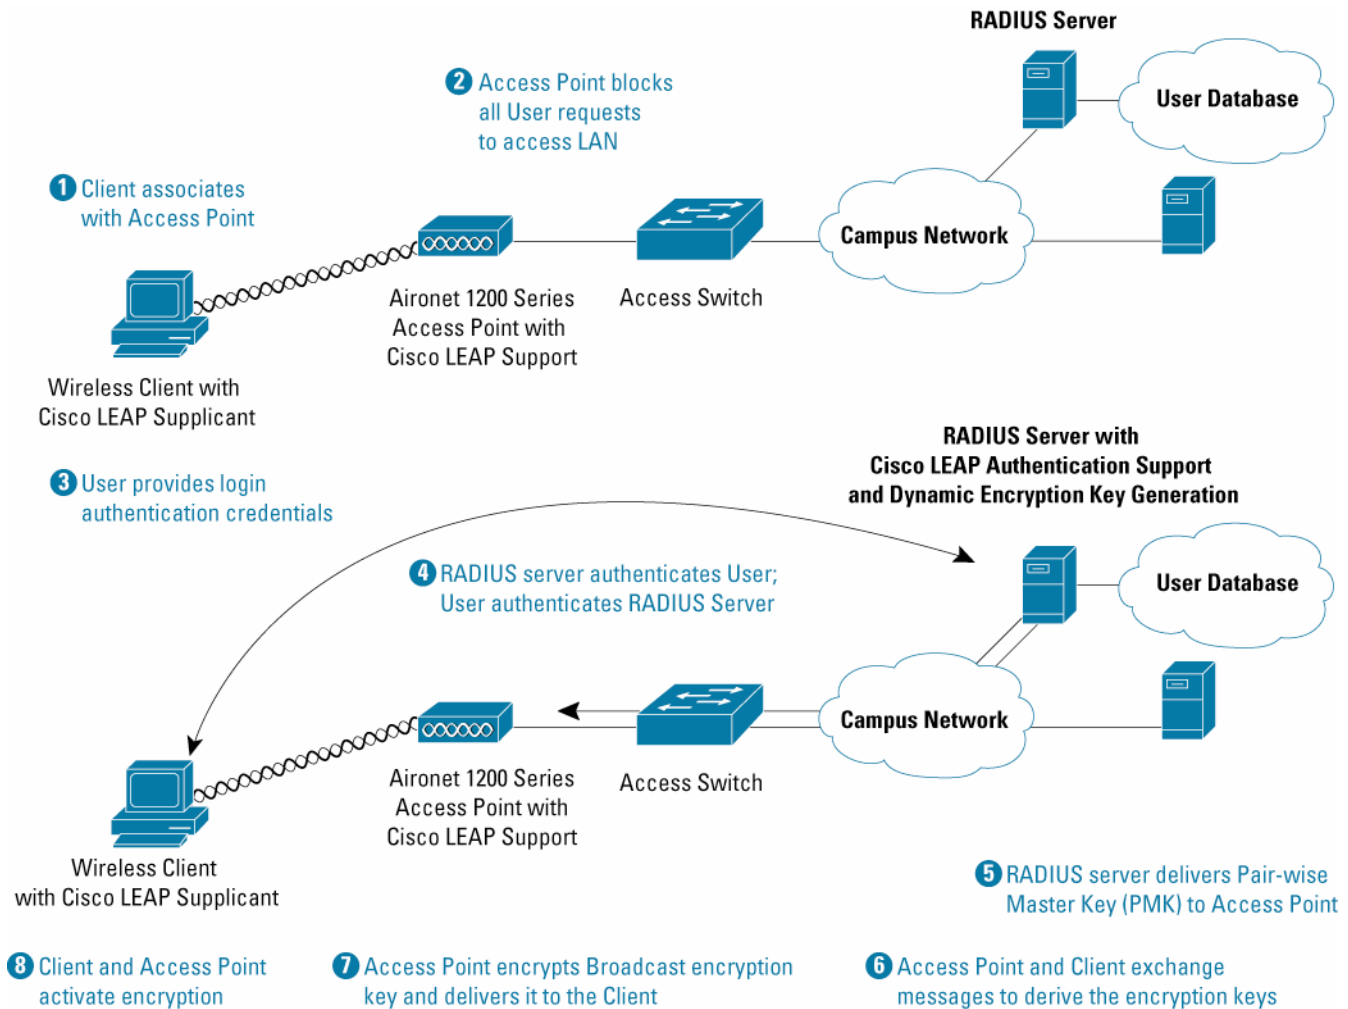 RADIUS Server
2 Access Point blocks
all User requests
to access LAN
User Database
1 Client associates
with Access Point
Campus Network
Aironet 1200 Series
Access Point with
Cisco LEAP Support
Access Switch
Wireless Client with
Cisco LEAP Supplicant
RADIUS Server with
Cisco LEAP Authentication Support
and Dynamic Encryption Key Generation
3 User provides login
authentication credentials
4 RADIUS server authenticates User;
User authenticates RADIUS Server
User Database
Campus Network
Aironet 1200 Series
Access Point with
Cisco LEAP Support
Access Switch
Wireless Client
with Cisco LEAP Supplicant
5 RADIUS server delivers Pair-wise
Master Key (PMK) to Access Point
8 Client and Access Point
activate encryption
7 Access Point encrypts Broadcast encryption
key and delivers it to the Client
6 Access Point and Client exchange
messages to derive the encryption keys